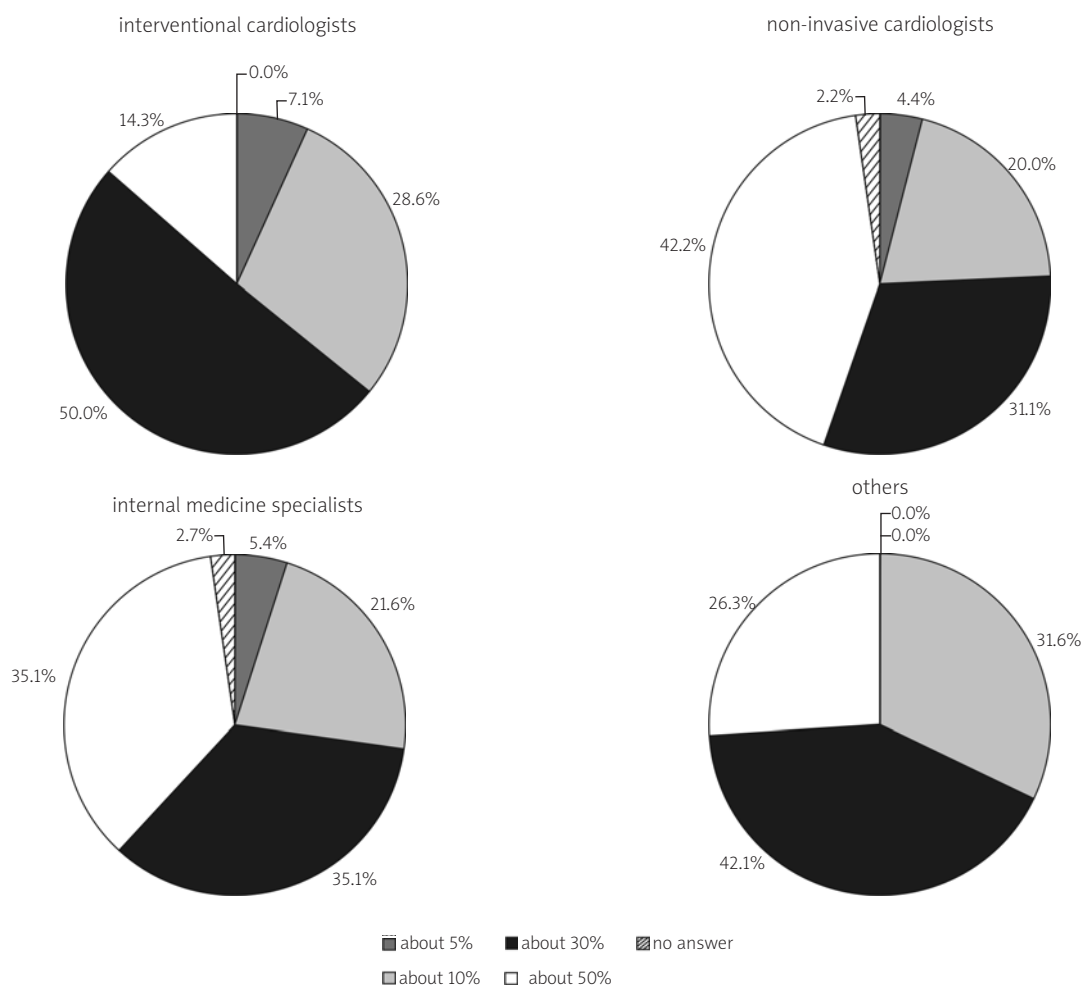 interventional cardiologists
0.0%
7.1%
14.3%
28.6%
50.0%
non-invasive cardiologists
2.2%
4.4%
20.0%
42.2%
31.1%
internal medicine specialists
2.7%
5.4%
21.6%
35.1%
35.1%
others
0.0%
0.0%
26.3%
31.6%
42.1%
about 5%
about 30%
no answer
about 10%
about 50%